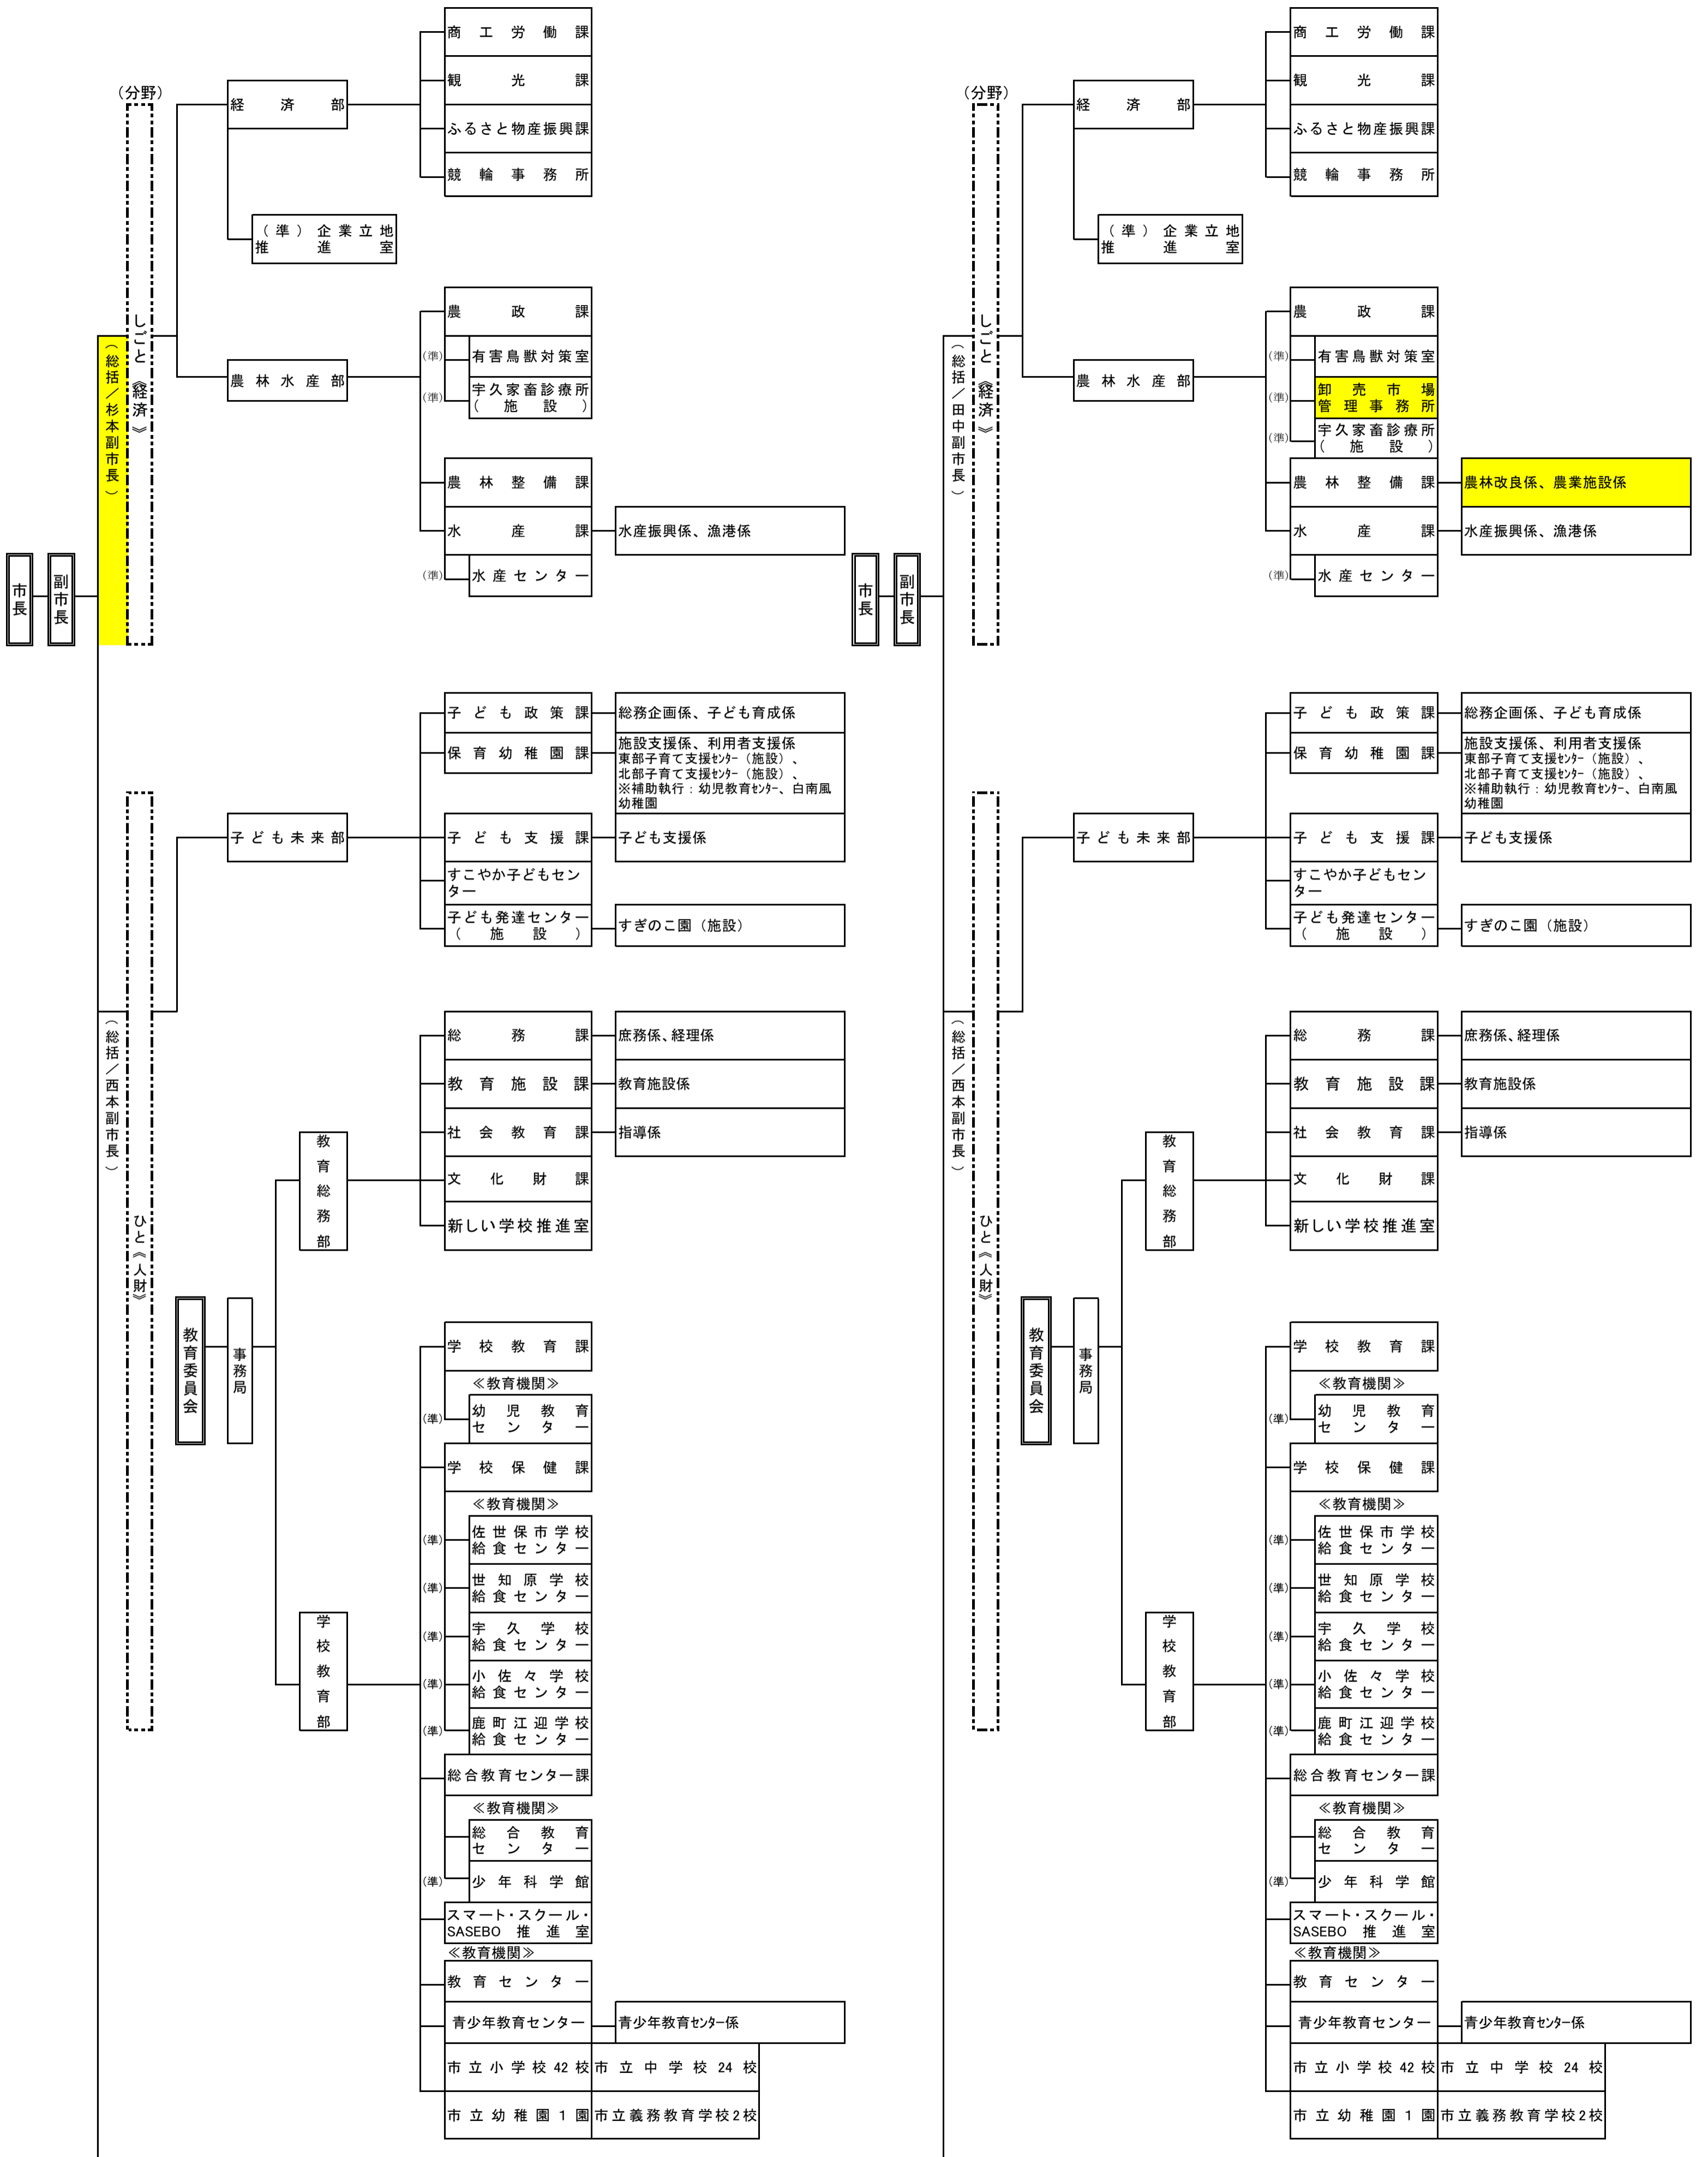 (分野)
しごと《経済》
(総括/杉本副市長)
市長
副市長
経済部
商工労働課
観光課
ふるさと物産振興課
競輪事務所
(準)企業立地
推進室
農林水産部
農政課
(準)
有害鳥獣対策室
(準)
宇久家畜診療所
(施設)
農林整備課
水産課
水産振興係、漁港係
(準)
水産センター
(総括/西本副市長)
ひと《人財》
子ども未来部
子ども政策課
総務企画係、子ども育成係
保育幼稚園課
施設支援係、利用者支援係
東部子育て支援センター(施設)、
北部子育て支援センター(施設)、
※補助執行:幼児教育センター、白南風
幼稚園
子ども支援課
子ども支援係
すこやか子どもセン
ター
子ども発達センター
(施設)
すぎのこ園(施設)
教育委員会
事務局
教育総務部
総務課
庶務係、経理係
教育施設課
教育施設係
社会教育課
指導係
文化財課
新しい学校推進室
学校教育部
学校教育課
≪教育機関≫
(準)
幼児教育
センター
学校保健課
≪教育機関≫
(準)
佐世保市学校
給食センター
(準)
世知原学校
給食センター
(準)
宇久学校
給食センター
(準)
小佐々学校
給食センター
(準)
鹿町江迎学校
給食センター
総合教育センター課
≪教育機関≫
総合教育
センター
(準)
少年科学館
スマート・スクール・
SASEBO推進室
≪教育機関≫
教育センター
青少年教育センター
青少年教育センター係
市立小学校42校
市立中学校24校
市立幼稚園1園
市立義務教育学校2校
(分野)
しごと《経済》
(総括/田中副市長)
市長
副市長
経済部
商工労働課
観光課
ふるさと物産振興課
競輪事務所
(準)企業立地
推進室
農林水産部
農政課
(準)
有害鳥獣対策室
(準)
卸売市場
管理事務所
(準)
宇久家畜診療所
(施設)
農林整備課
農林改良係、農業施設係
水産課
水産振興係、漁港係
(準)
水産センター
(総括/西本副市長)
ひと《人財》
子ども未来部
子ども政策課
総務企画係、子ども育成係
保育幼稚園課
施設支援係、利用者支援係
東部子育て支援センター(施設)、
北部子育て支援センター(施設)、
※補助執行:幼児教育センター、白南風
幼稚園
子ども支援課
子ども支援係
すこやか子どもセン
ター
子ども発達センター
(施設)
すぎのこ園(施設)
教育委員会
事務局
教育総務部
総務課
庶務係、経理係
教育施設課
教育施設係
社会教育課
指導係
文化財課
新しい学校推進室
学校教育部
学校教育課
≪教育機関≫
(準)
幼児教育
センター
学校保健課
≪教育機関≫
(準)
佐世保市学校
給食センター
(準)
世知原学校
給食センター
(準)
宇久学校
給食センター
(準)
小佐々学校
給食センター
(準)
鹿町江迎学校
給食センター
総合教育センター課
≪教育機関≫
総合教育
センター
(準)
少年科学館
スマート・スクール・
SASEBO推進室
≪教育機関≫
教育センター
青少年教育センター
青少年教育センター係
市立小学校42校
市立中学校24校
市立幼稚園1園
市立義務教育学校2校